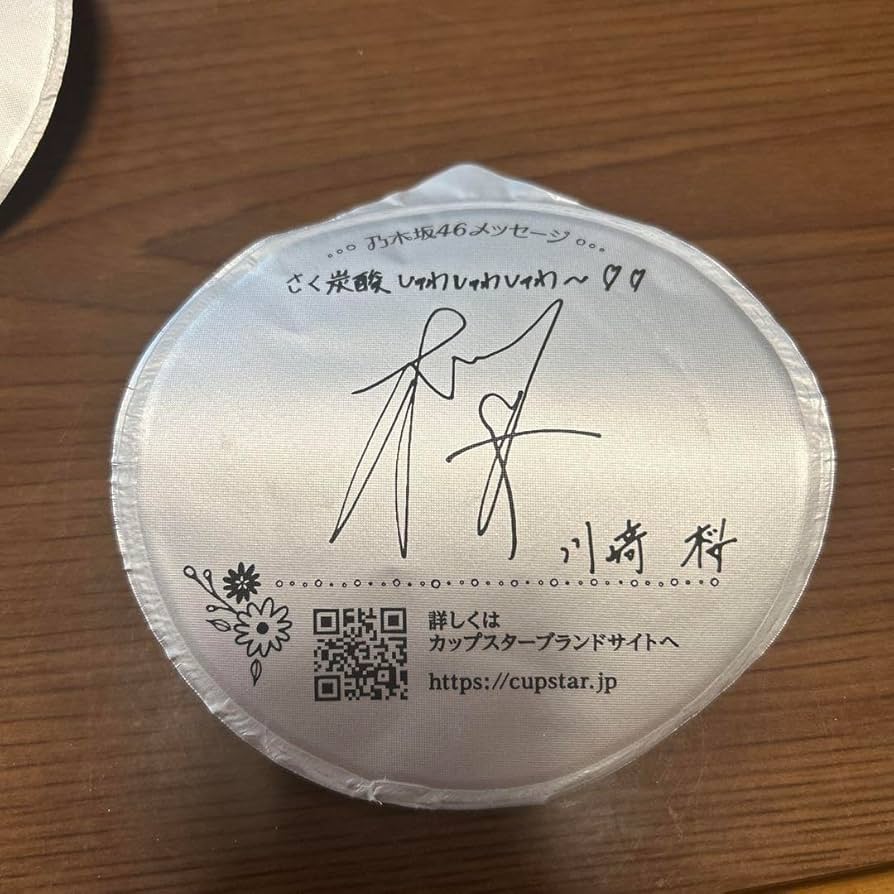 乃木坂46メッセージ
さく炭酸しゅわしゅわしゅわ～♡♡
桜
川﨑 桜
詳しくは
カップスターブランドサイトへ
https://cupstar.jp